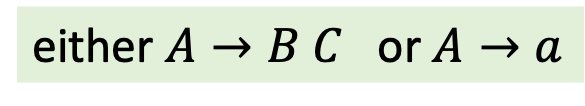 either A → B C or A → a